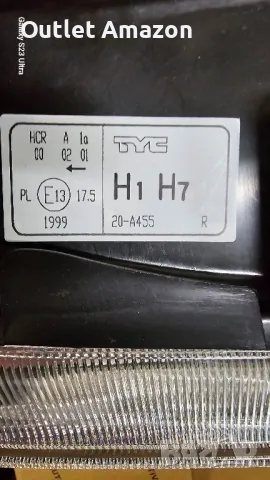 Outlet Amazon
Galaxy S23 Ultra
HCR A Ia
00 02 01
←
PL E13 17.5
1999
TYC
H1 H7
20-A455 R